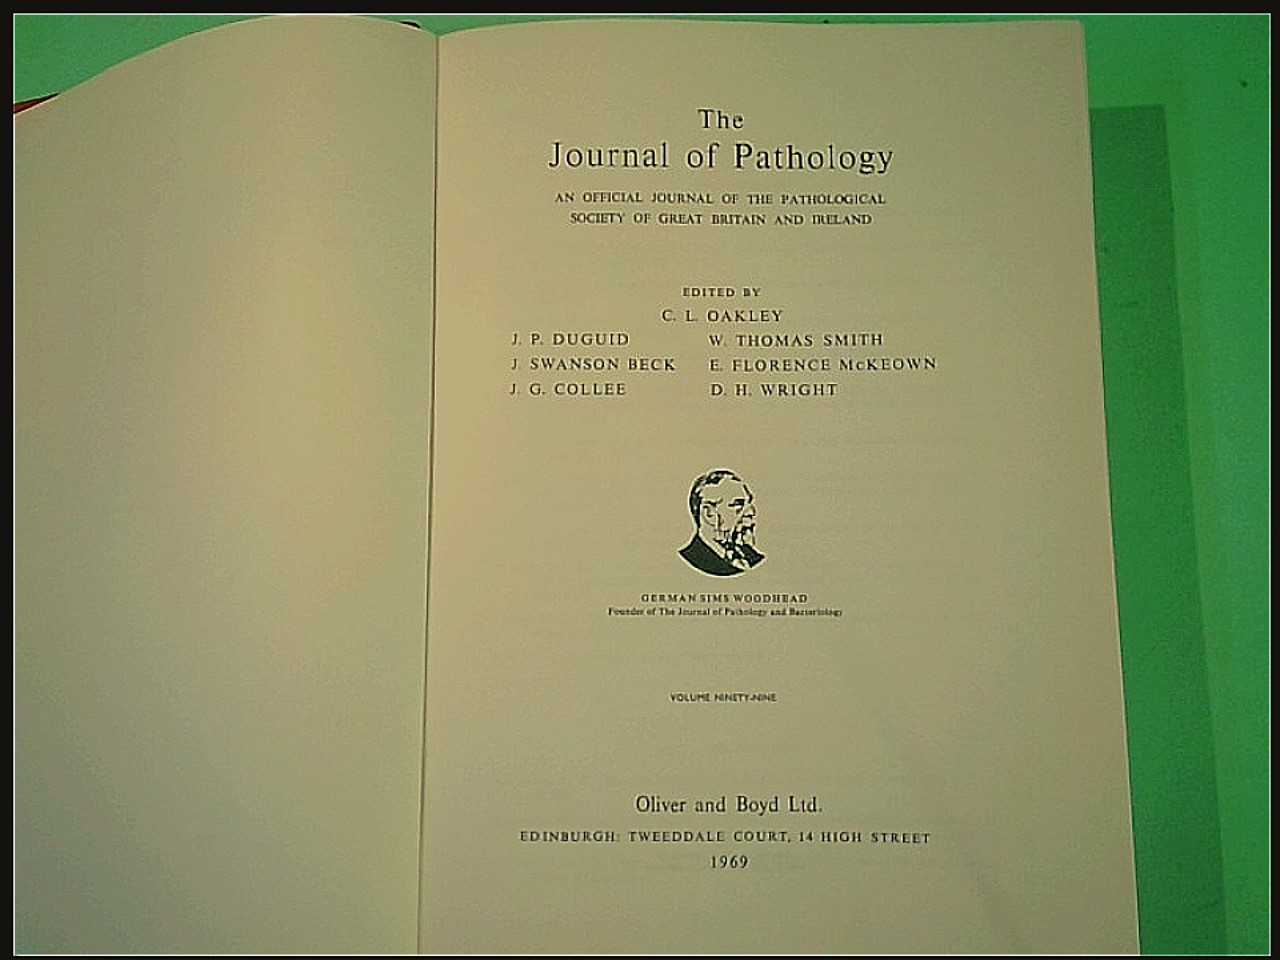 The
Journal of Pathology
AN OFFICIAL JOURNAL OF THE PATHOLOGICAL
SOCIETY OF GREAT BRITAIN AND IRELAND
EDITED BY
C. L. OAKLEY
J. P. DUGUID W. THOMAS SMITH
J. SWANSON BECK E. FLORENCE McKEOWN
J. G. COLLEE D. H. WRIGHT
GERMAN SIMS WOODHEAD
Founder of The Journal of Pathology and Bacteriology
VOLUME NINETY-NINE
Oliver and Boyd Ltd.
EDINBURGH: TWEEDDALE COURT, 14 HIGH STREET
1969